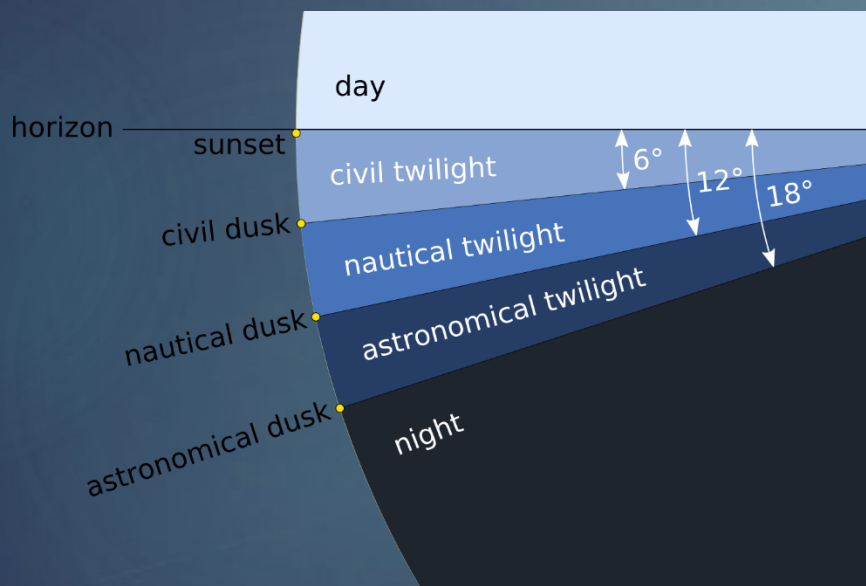 day
horizon
sunset
civil twilight
6°
12°
18°
civil dusk
nautical twilight
nautical dusk
astronomical twilight
astronomical dusk
night